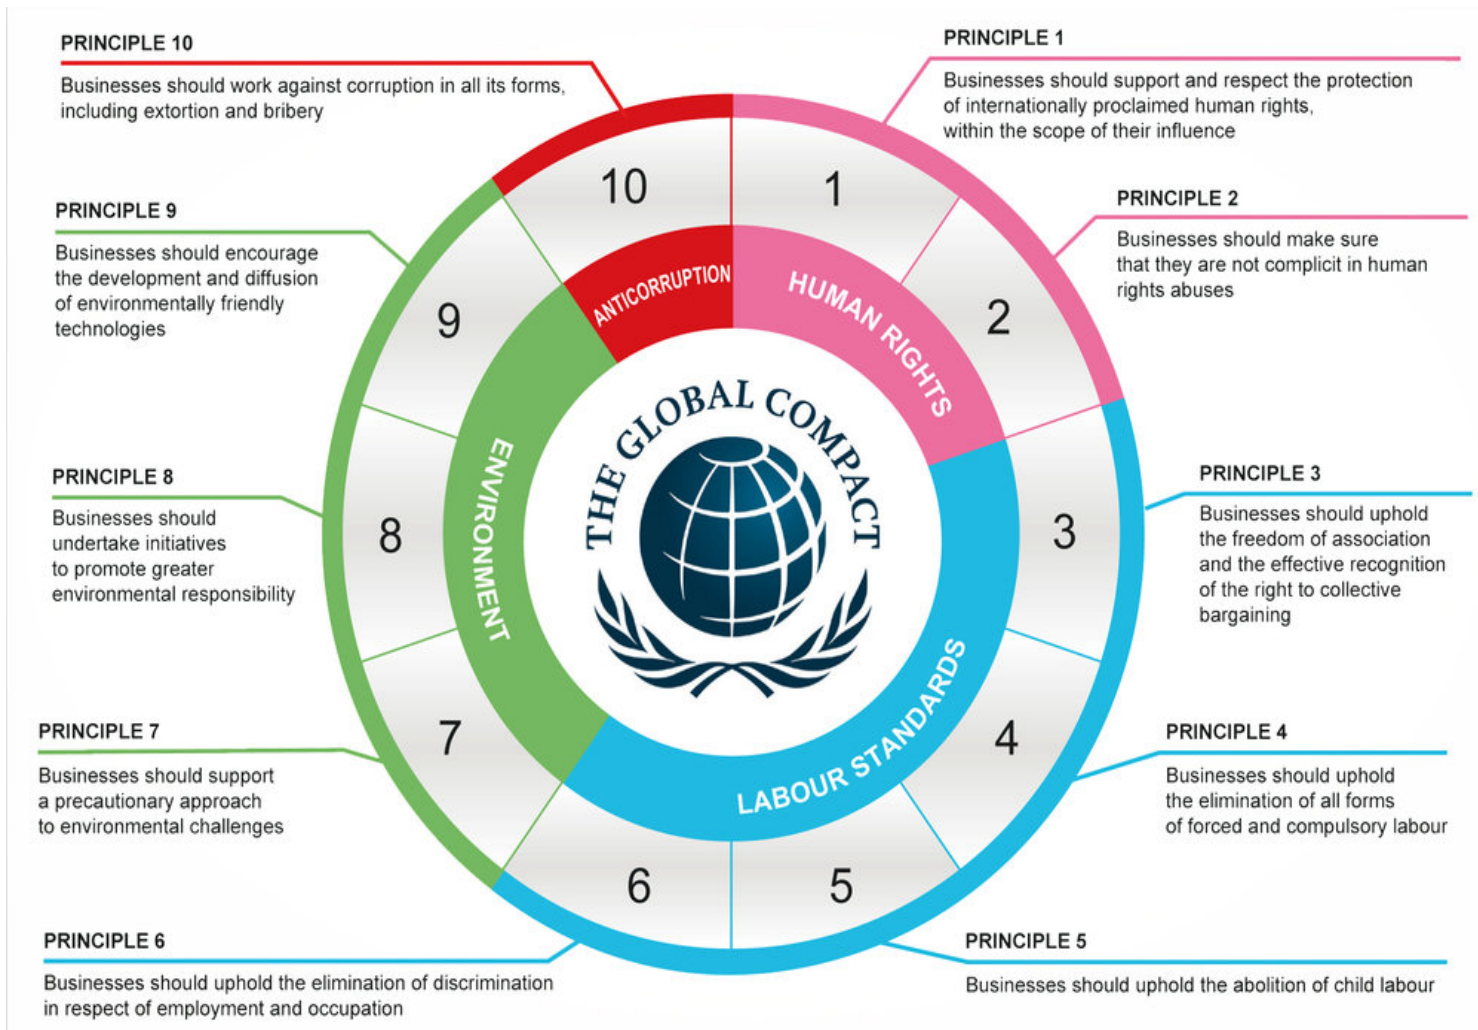 PRINCIPLE 10
Businesses should work against corruption in all its forms,
including extortion and bribery
PRINCIPLE 1
Businesses should support and respect the protection
of internationally proclaimed human rights,
within the scope of their influence
PRINCIPLE 9
Businesses should encourage
the development and diffusion
of environmentally friendly
technologies
PRINCIPLE 2
Businesses should make sure
that they are not complicit in human
rights abuses
PRINCIPLE 8
Businesses should
undertake initiatives
to promote greater
environmental responsibility
PRINCIPLE 3
Businesses should uphold
the freedom of association
and the effective recognition
of the right to collective
bargaining
PRINCIPLE 7
Businesses should support
a precautionary approach
to environmental challenges
PRINCIPLE 4
Businesses should uphold
the elimination of all forms
of forced and compulsory labour
PRINCIPLE 6
Businesses should uphold the elimination of discrimination
in respect of employment and occupation
PRINCIPLE 5
Businesses should uphold the abolition of child labour
10
1
9
2
8
3
7
4
6
5
ANTICORRUPTION
HUMAN RIGHTS
ENVIRONMENT
LABOUR STANDARDS
THE GLOBAL COMPACT